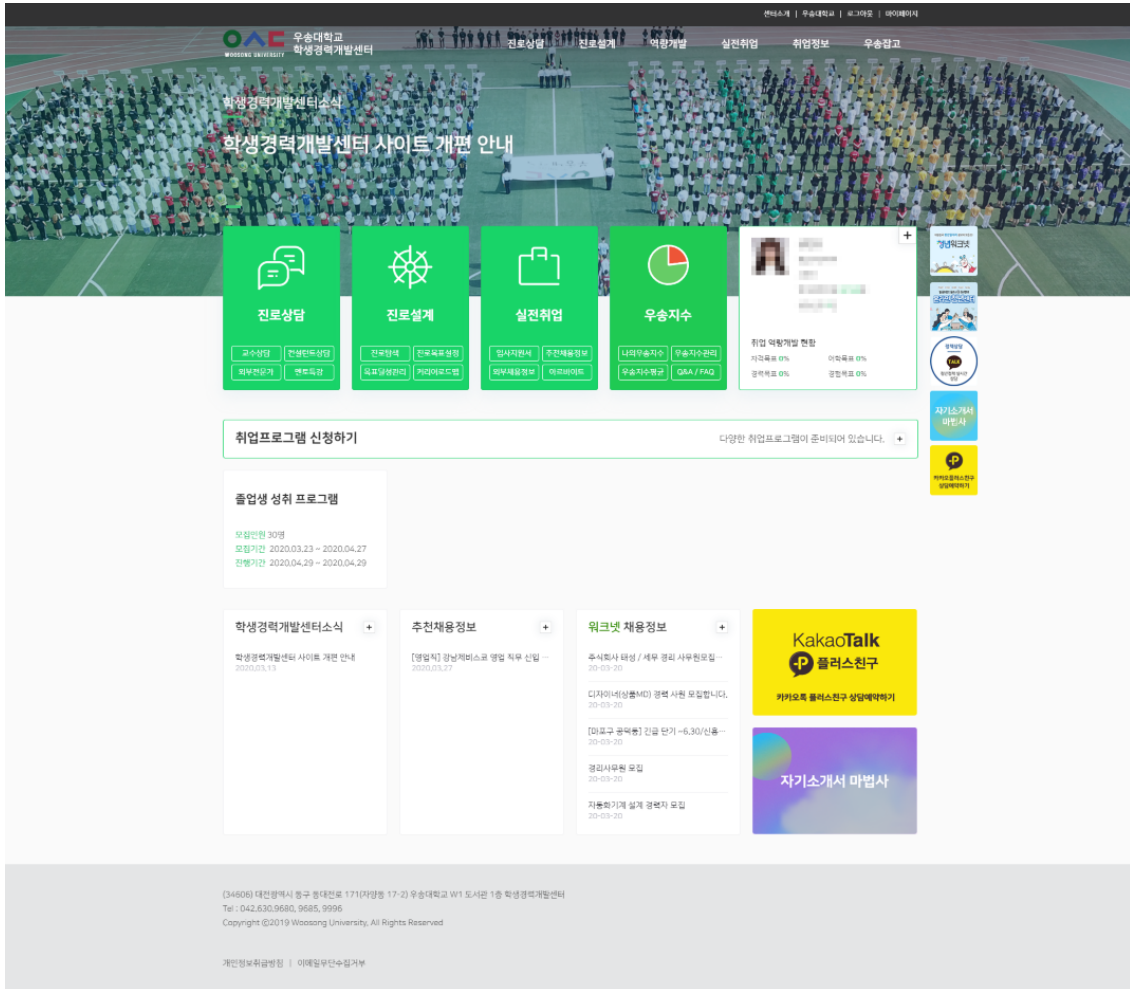 센터소개 | 우송대학교 | 로그아웃 | 마이페이지
WOOSONG UNIVERSITY
우송대학교
학생경력개발센터
진로상담 진로설계 역량개발 실전취업 취업정보 우송잡고
학생경력개발센터소식
학생경력개발센터 사이트 개편 안내
진로상담
교수상담 컨설턴트상담
외부전문가 멘토특강
진로설계
진로탐색 진로목표설정
목표달성관리 커리어로드맵
실전취업
입사지원서 추천채용정보
외부채용정보 아르바이트
우송지수
나의우송지수 우송지수관리
우송지수평균 Q&A / FAQ
+
취업 역량개발 현황
자격목표 0% 어학목표 0%
경력목표 0% 경험목표 0%
청년워크넷
TALK
상담
자기소개서
마법사
카카오플러스친구
상담예약하기
취업프로그램 신청하기
다양한 취업프로그램이 준비되어 있습니다. +
졸업생 성취 프로그램
모집인원 30명
모집기간 2020.03.23 ~ 2020.04.27
진행기간 2020.04.29 ~ 2020.04.29
학생경력개발센터소식 +
학생경력개발센터 사이트 개편 안내
2020.03.13
추천채용정보 +
[영업직] 강남제비스코 영업 직무 신입 ···
2020.03.27
워크넷 채용정보 +
주식회사 태성 / 세무 경리 사무원모집···
20-03-20
디자이너(상품MD) 경력 사원 모집합니다.
20-03-20
[마포구 공덕동] 긴급 단기 ~6.30/신용···
20-03-20
경리사무원 모집
20-03-20
자동화기계 설계 경력자 모집
20-03-20
KakaoTalk
플러스친구
카카오톡 플러스친구 상담예약하기
자기소개서 마법사
(34606) 대전광역시 동구 동대전로 171(자양동 17-2) 우송대학교 W1 도서관 1층 학생경력개발센터
Tel : 042.630.9680, 9685, 9996
Copyright ©2019 Woosong University, All Rights Reserved
개인정보취급방침 | 이메일무단수집거부